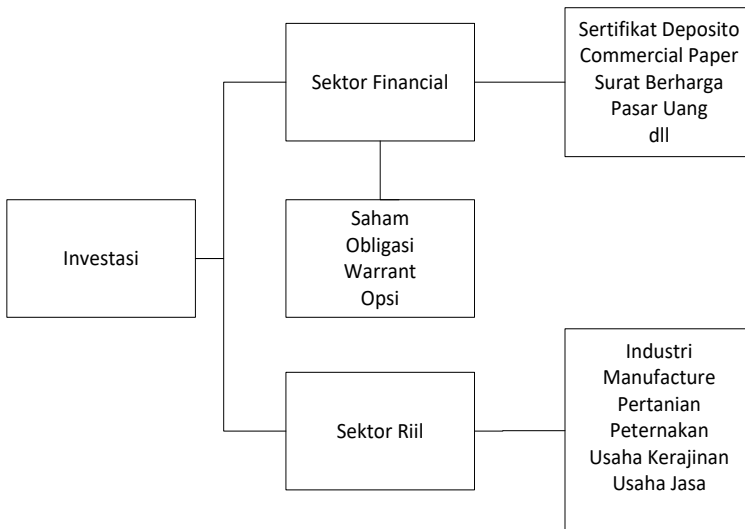 Sektor Financial
Sertifikat Deposito
Commercial Paper
Surat Berharga
Pasar Uang
dll
Investasi
Saham
Obligasi
Warrant
Opsi
Sektor Riil
Industri
Manufacture
Pertanian
Peternakan
Usaha Kerajinan
Usaha Jasa